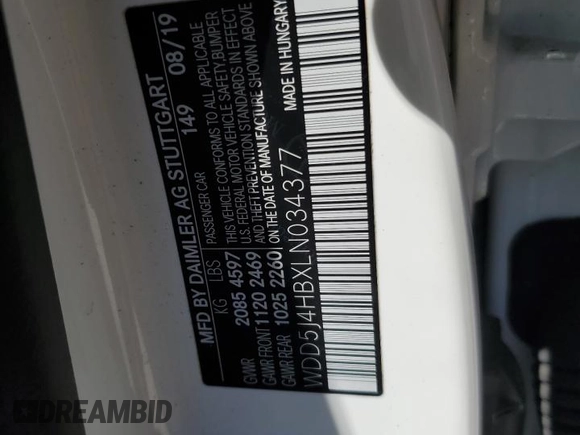 MFD BY DAIMLER AG STUTTGART
149 08/19
PASSENGER CAR
KG LBS
GVWR 2085 4597
GAWR FRONT 1120 2469
GAWR REAR 1025 2260
THIS VEHICLE CONFORMS TO ALL APPLICABLE
U.S. FEDERAL MOTOR VEHICLE SAFETY,BUMPER
AND THEFT PREVENTION STANDARDS IN EFFECT
ON THE DATE OF MANUFACTURE SHOWN ABOVE
MADE IN HUNGARY
WDD5J4HBXLN034377
DREAMBID